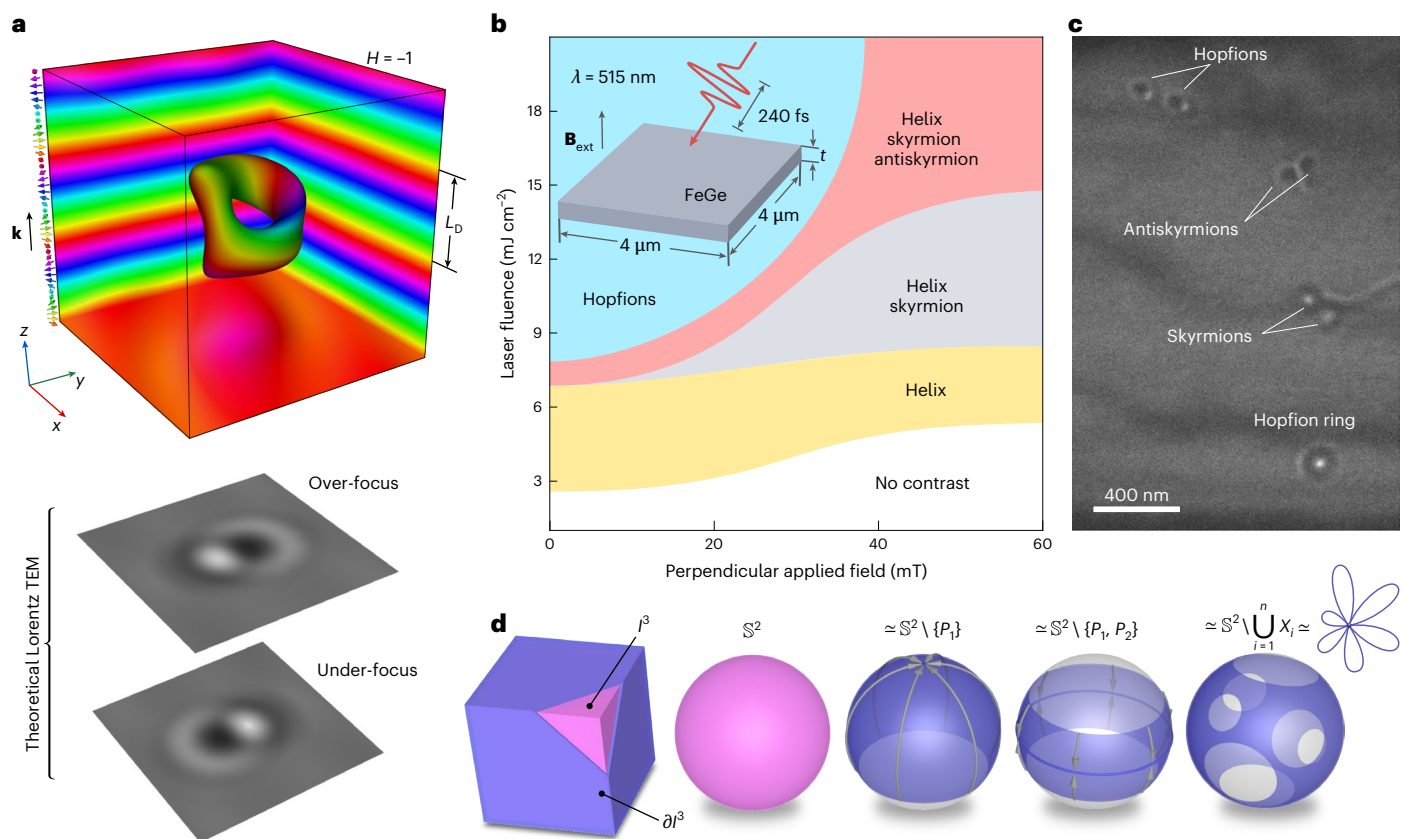 a
H = −1
k
L_D
z
y
x
Theoretical Lorentz TEM
Over-focus
Under-focus
b
Laser fluence (mJ cm⁻²)
18
15
12
9
6
3
λ = 515 nm
B_ext
240 fs
t
FeGe
4 μm
4 μm
Hopfions
Helix
skyrmion
antiskyrmion
Helix
skyrmion
Helix
No contrast
0
20
40
60
Perpendicular applied field (mT)
c
Hopfions
Antiskyrmions
Skyrmions
Hopfion ring
400 nm
d
I³
∂I³
𝕊²
≃ 𝕊² \ {P₁}
≃ 𝕊² \ {P₁, P₂}
≃ 𝕊² \ ⋃ⁿᵢ₌₁ Xᵢ ≃